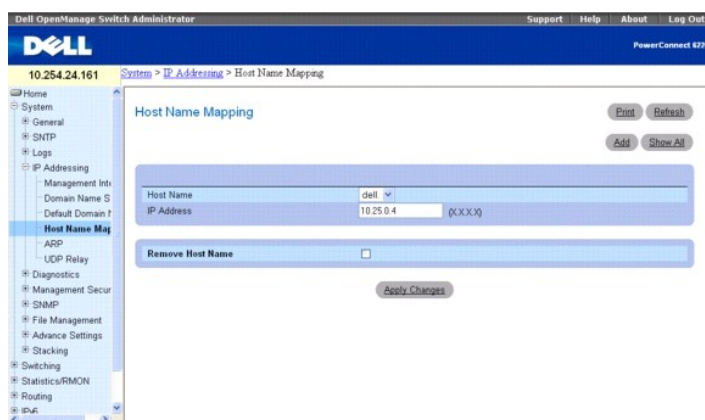 Dell OpenManage Switch Administrator
Support Help About Log Out
DELL
PowerConnect 622
10.254.24.161
System > IP Addressing > Host Name Mapping
Home
System
General
SNTP
Logs
IP Addressing
Management Int
Domain Name S
Default Domain
Host Name Map
ARP
UDP Relay
Diagnostics
Management Secur
SNMP
File Management
Advance Settings
Stacking
Switching
Statistics/RMON
Routing
IPv6
Host Name Mapping
Print Refresh
Add Show All
Host Name dell
IP Address 10.25.0.4 (X.X.X.X)
Remove Host Name
Apply Changes